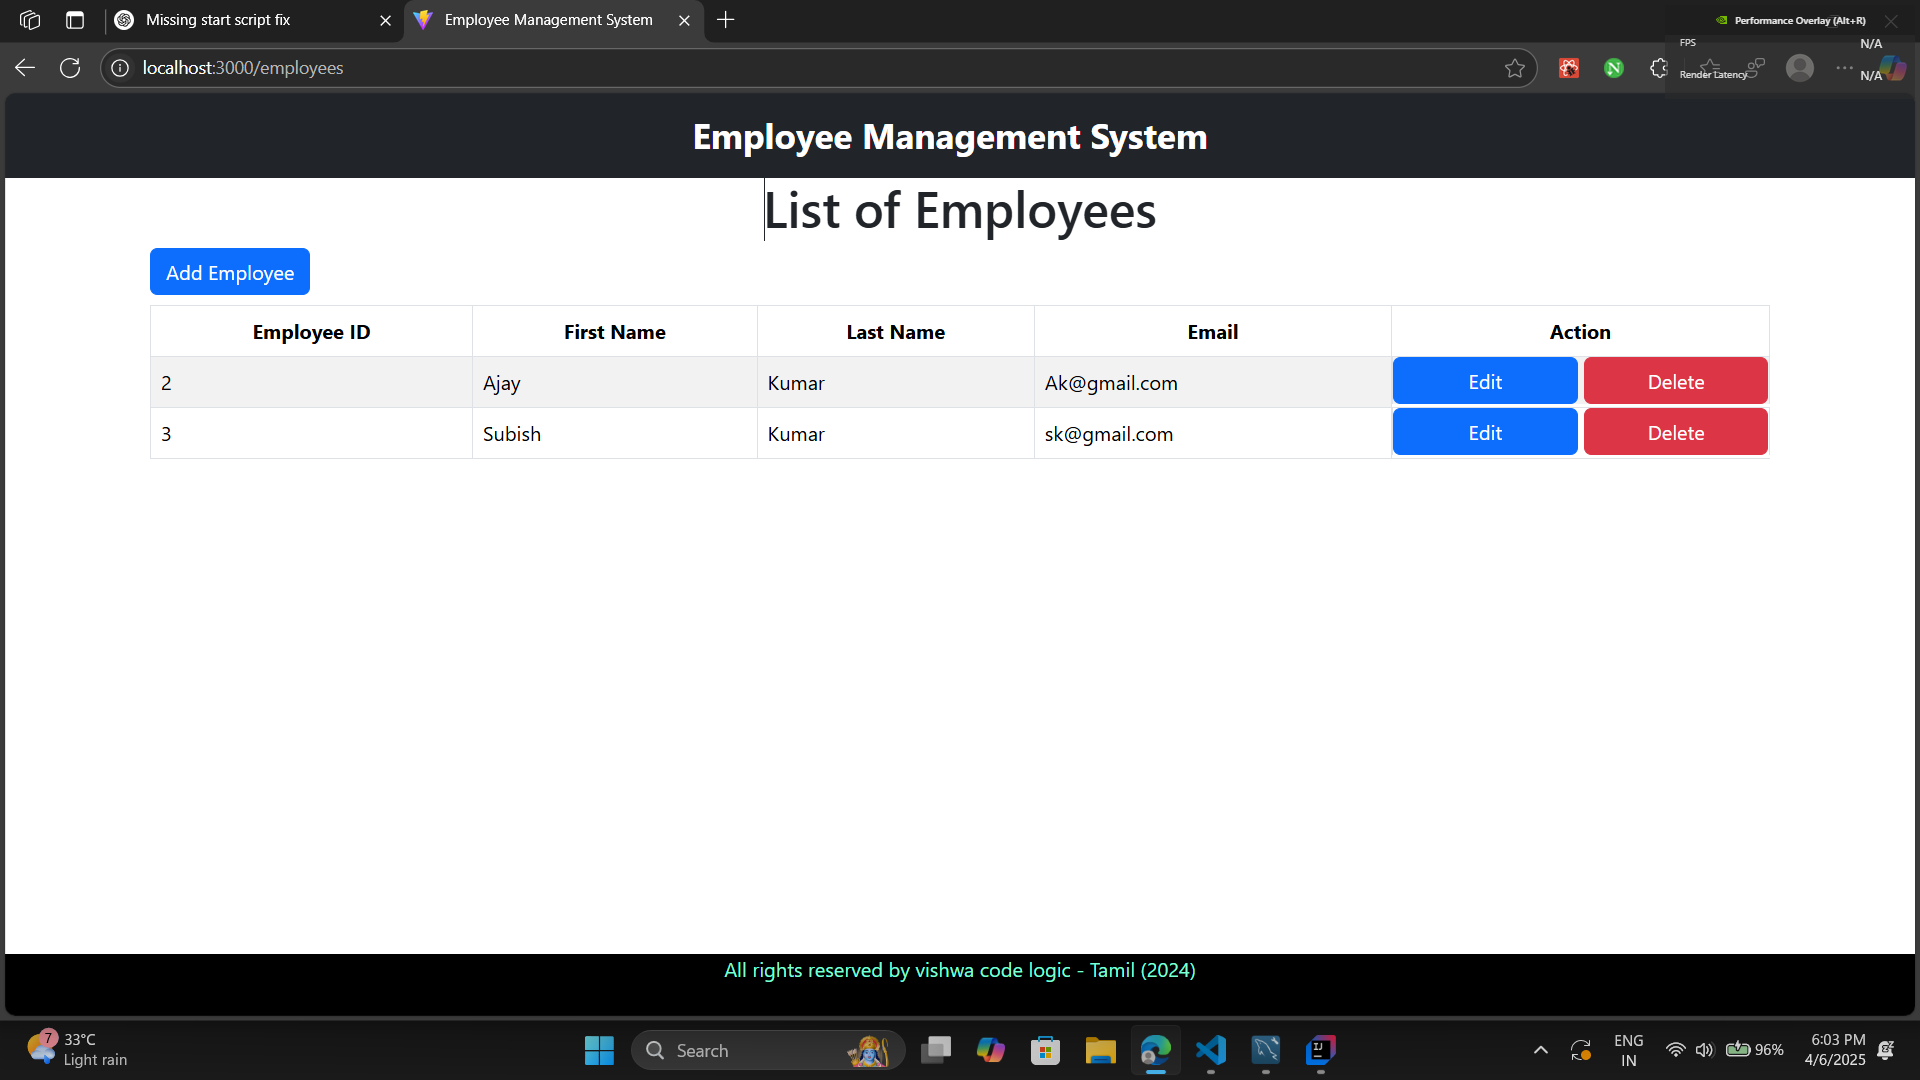 Missing start script fix
Employee Management System
Performance Overlay (Alt+R)
FPS N/A
Render Latency N/A
localhost:3000/employees
Employee Management System
List of Employees
Add Employee
Employee ID First Name Last Name Email Action
2 Ajay Kumar Ak@gmail.com Edit Delete
3 Subish Kumar sk@gmail.com Edit Delete
All rights reserved by vishwa code logic - Tamil (2024)
7
33°C
Light rain
Search
IJ
ENG
IN
96%
6:03 PM
4/6/2025